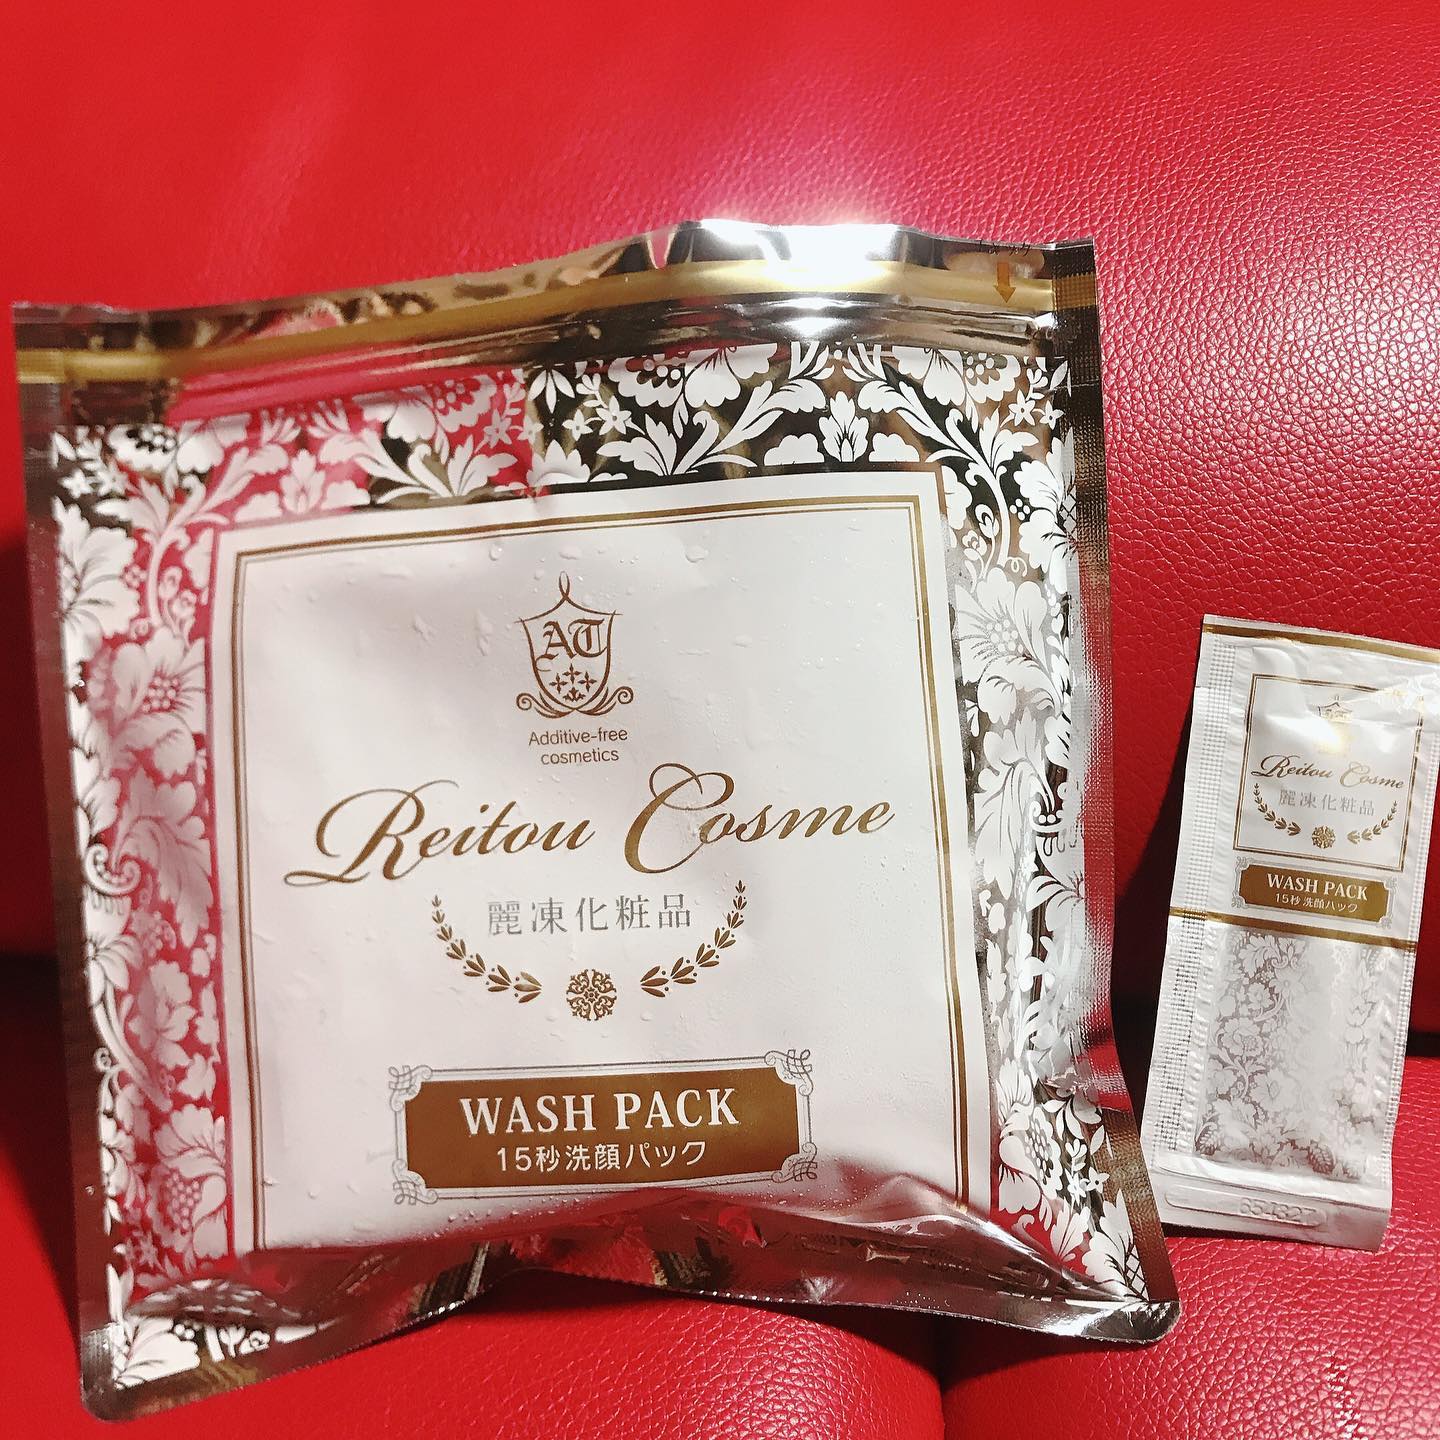 AT
Additive-free
cosmetics
Reitou Cosme
麗凍化粧品
WASH PACK
15秒洗顔パック
Reitou Cosme
麗凍化粧品
WASH PACK
15秒洗顔パック